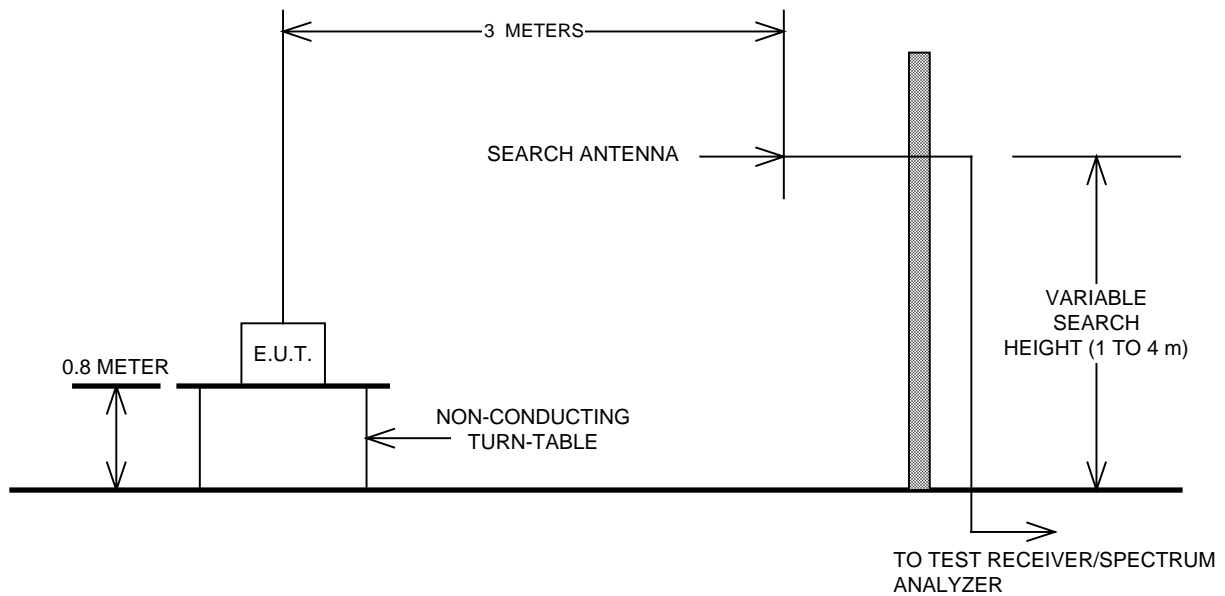 3 METERS
SEARCH ANTENNA
E.U.T.
0.8 METER
VARIABLE
SEARCH
HEIGHT (1 TO 4 m)
NON-CONDUCTING
TURN-TABLE
TO TEST RECEIVER/SPECTRUM
ANALYZER